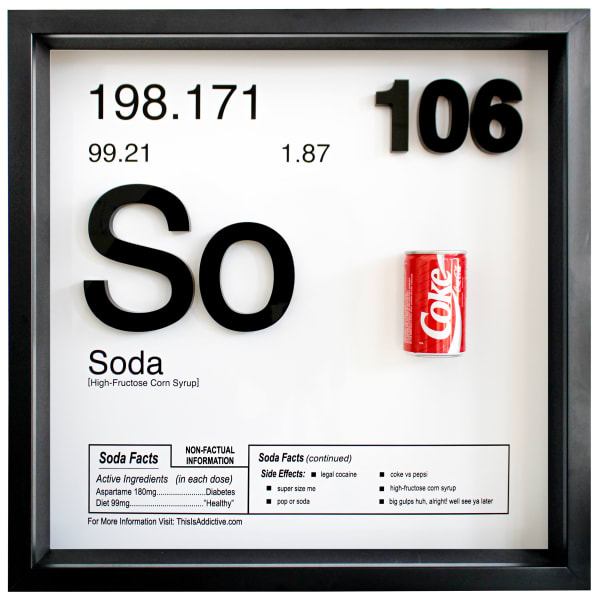 198.171
106
99.21 1.87
So
Coke
Soda
[High-Fructose Corn Syrup]
Soda Facts
NON-FACTUAL
INFORMATION
Active Ingredients (in each dose)
Aspartame 180mg........................Diabetes
Diet 99mg...................................."Healthy"
Soda Facts (continued)
Side Effects: ■ legal cocaine ■ coke vs pepsi
■ super size me ■ high-fructose corn syrup
■ pop or soda ■ big gulps huh, alright! well see ya later
For More Information Visit: ThisIsAddictive.com